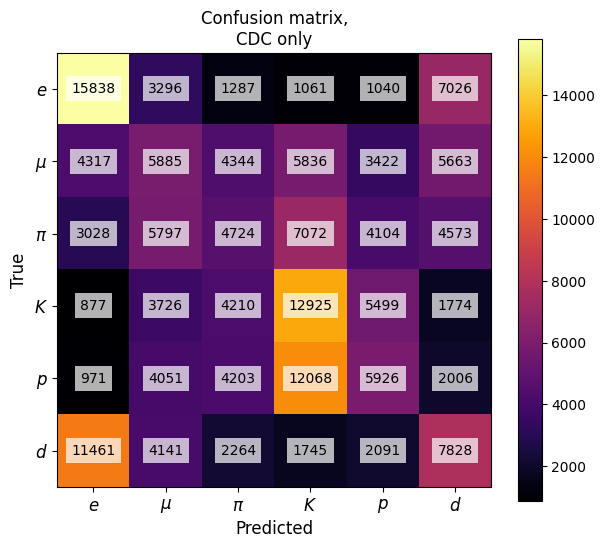 Confusion matrix,
CDC only
True
e 15838 3296 1287 1061 1040 7026
μ 4317 5885 4344 5836 3422 5663
π 3028 5797 4724 7072 4104 4573
K 877 3726 4210 12925 5499 1774
p 971 4051 4203 12068 5926 2006
d 11461 4141 2264 1745 2091 7828
e μ π K p d
Predicted
14000
12000
10000
8000
6000
4000
2000